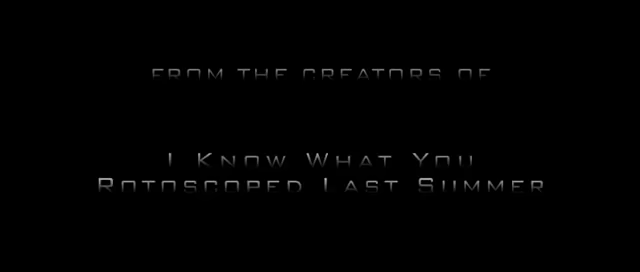 FROM THE CREATORS OF
I KNOW WHAT YOU
ROTOSCOPED LAST SUMMER